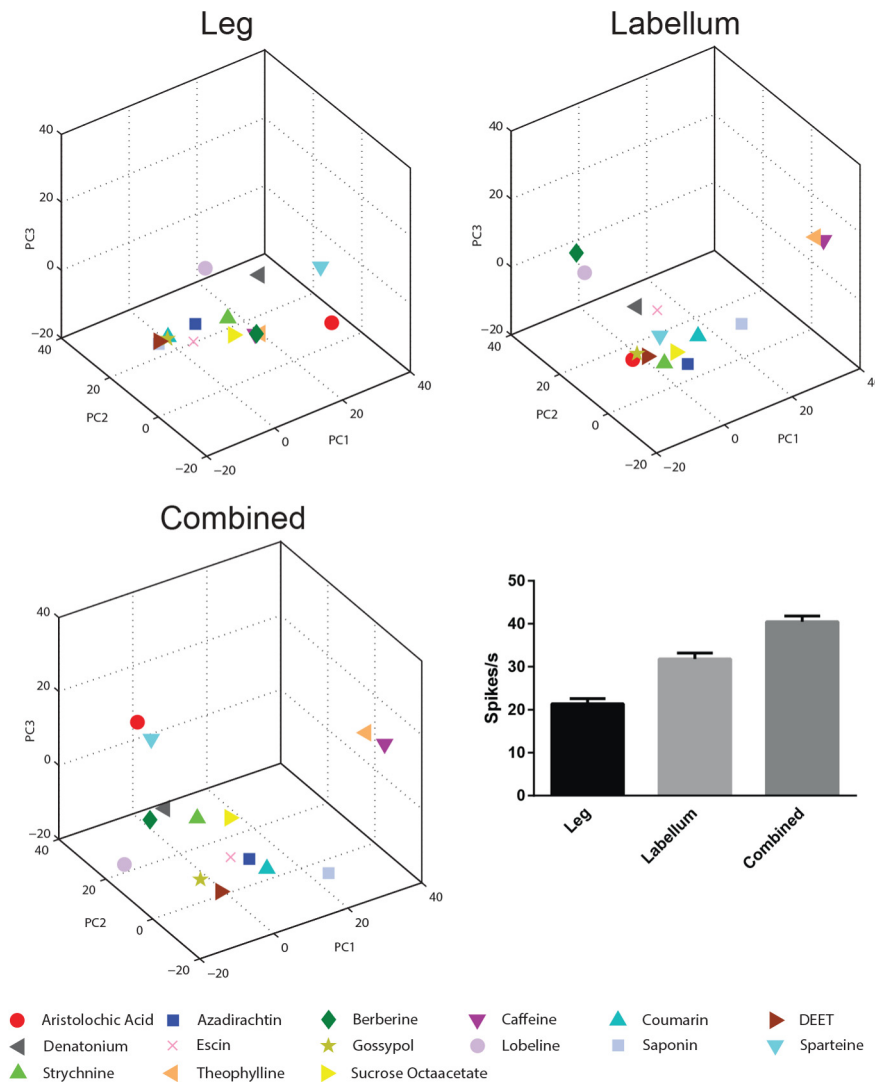 Leg
Labellum
40
20
0
−20
PC3
40
20
0
−20
PC2
−20
0
20
40
PC1
40
20
0
−20
PC3
40
20
0
−20
PC2
−20
0
20
40
PC1
Combined
40
20
0
−20
PC3
40
20
0
−20
PC2
−20
0
20
40
PC1
50
40
30
20
10
0
Spikes/s
Leg
Labellum
Combined
Aristolochic Acid Azadirachtin Berberine Caffeine Coumarin DEET
Denatonium Escin Gossypol Lobeline Saponin Sparteine
Strychnine Theophylline Sucrose Octaacetate